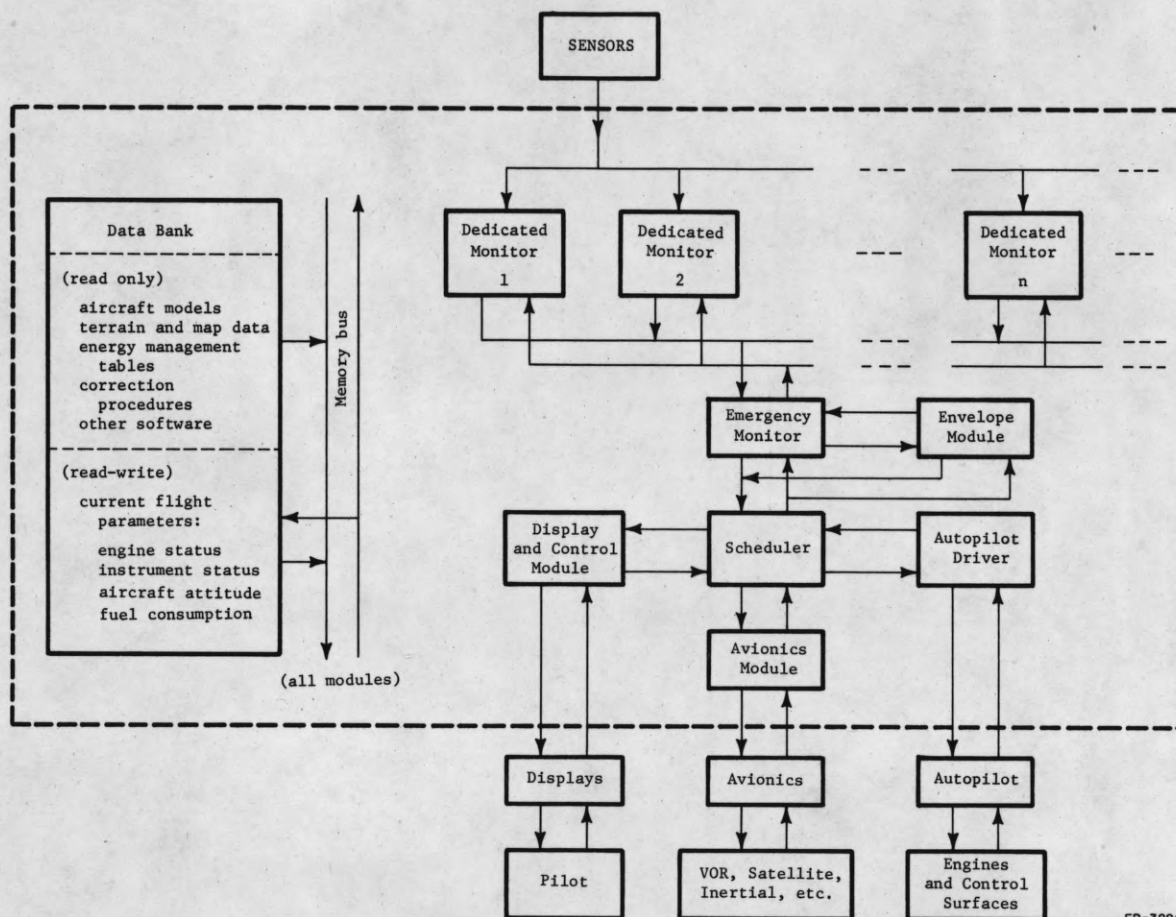 SENSORS
Data Bank
(read only)
aircraft models
terrain and map data
energy management
tables
correction
procedures
other software
(read-write)
current flight
parameters:
engine status
instrument status
aircraft attitude
fuel consumption
Memory bus
(all modules)
Dedicated
Monitor
1
Dedicated
Monitor
2
Dedicated
Monitor
n
Emergency
Monitor
Envelope
Module
Display
and Control
Module
Scheduler
Autopilot
Driver
Avionics
Module
Displays
Avionics
Autopilot
Pilot
VOR, Satellite,
Inertial, etc.
Engines
and Control
Surfaces